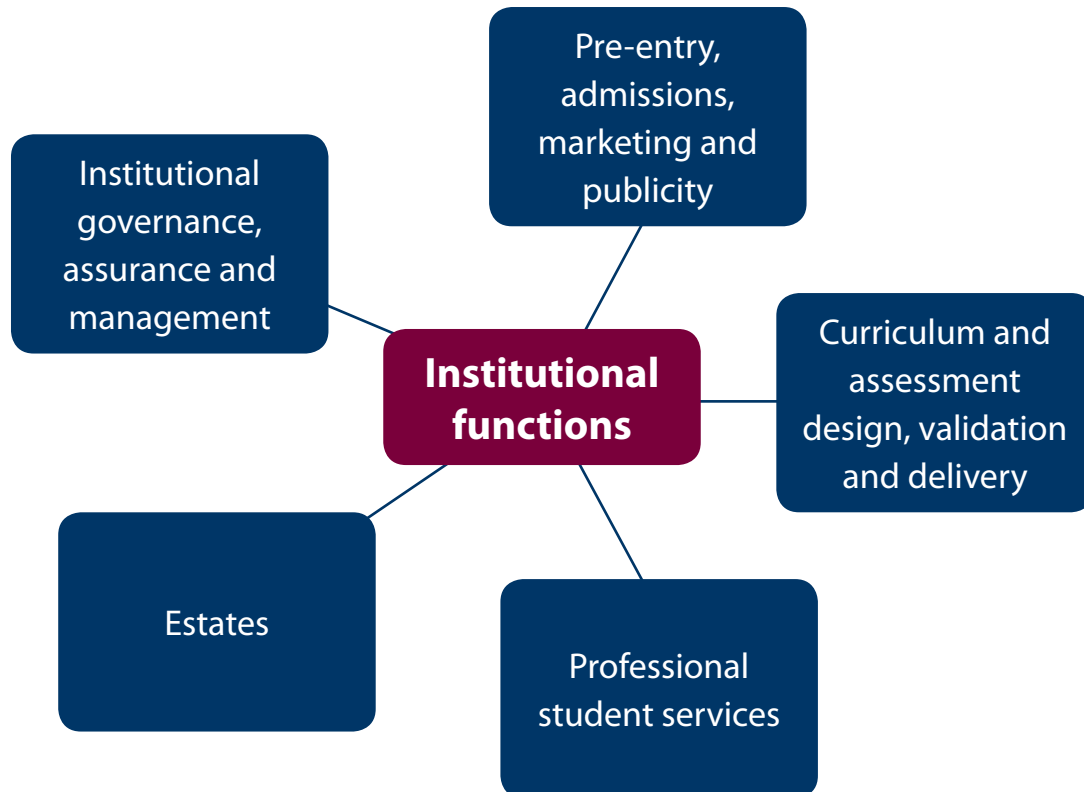 Pre-entry,
admissions,
marketing and
publicity
Institutional
governance,
assurance and
management
Institutional
functions
Curriculum and
assessment
design, validation
and delivery
Estates
Professional
student services